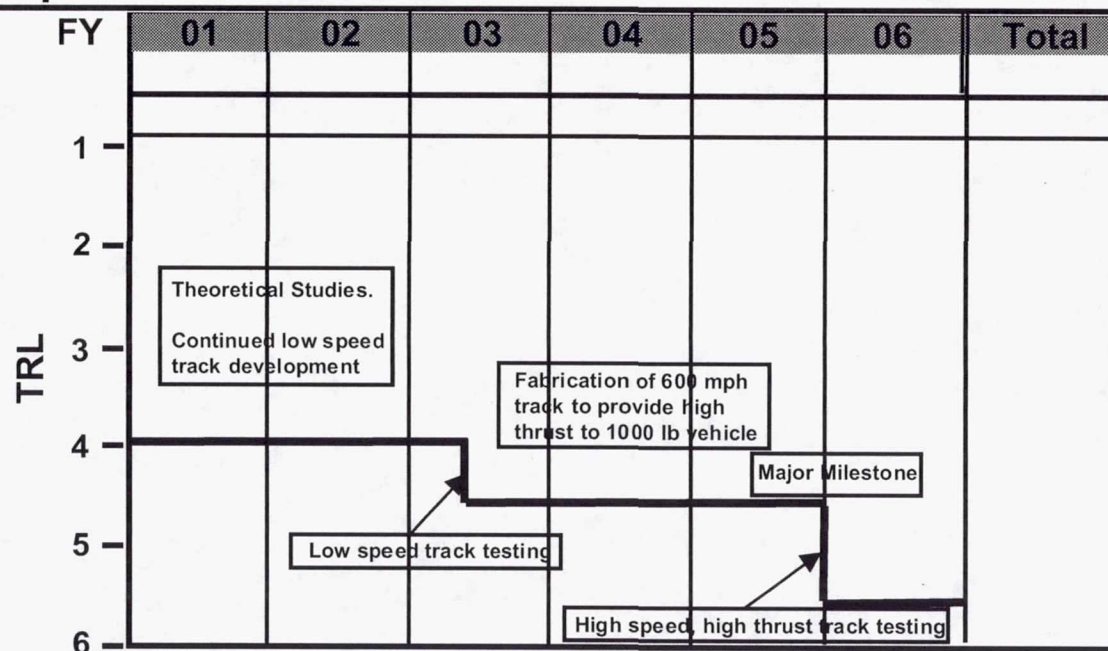 FY 01 02 03 04 05 06 Total
1
2
Theoretical Studies.
Continued low speed
track development
3
TRL
Fabrication of 600 mph
track to provide high
thrust to 1000 lb vehicle
4
Major Milestone
5
Low speed track testing
High speed, high thrust track testing
6